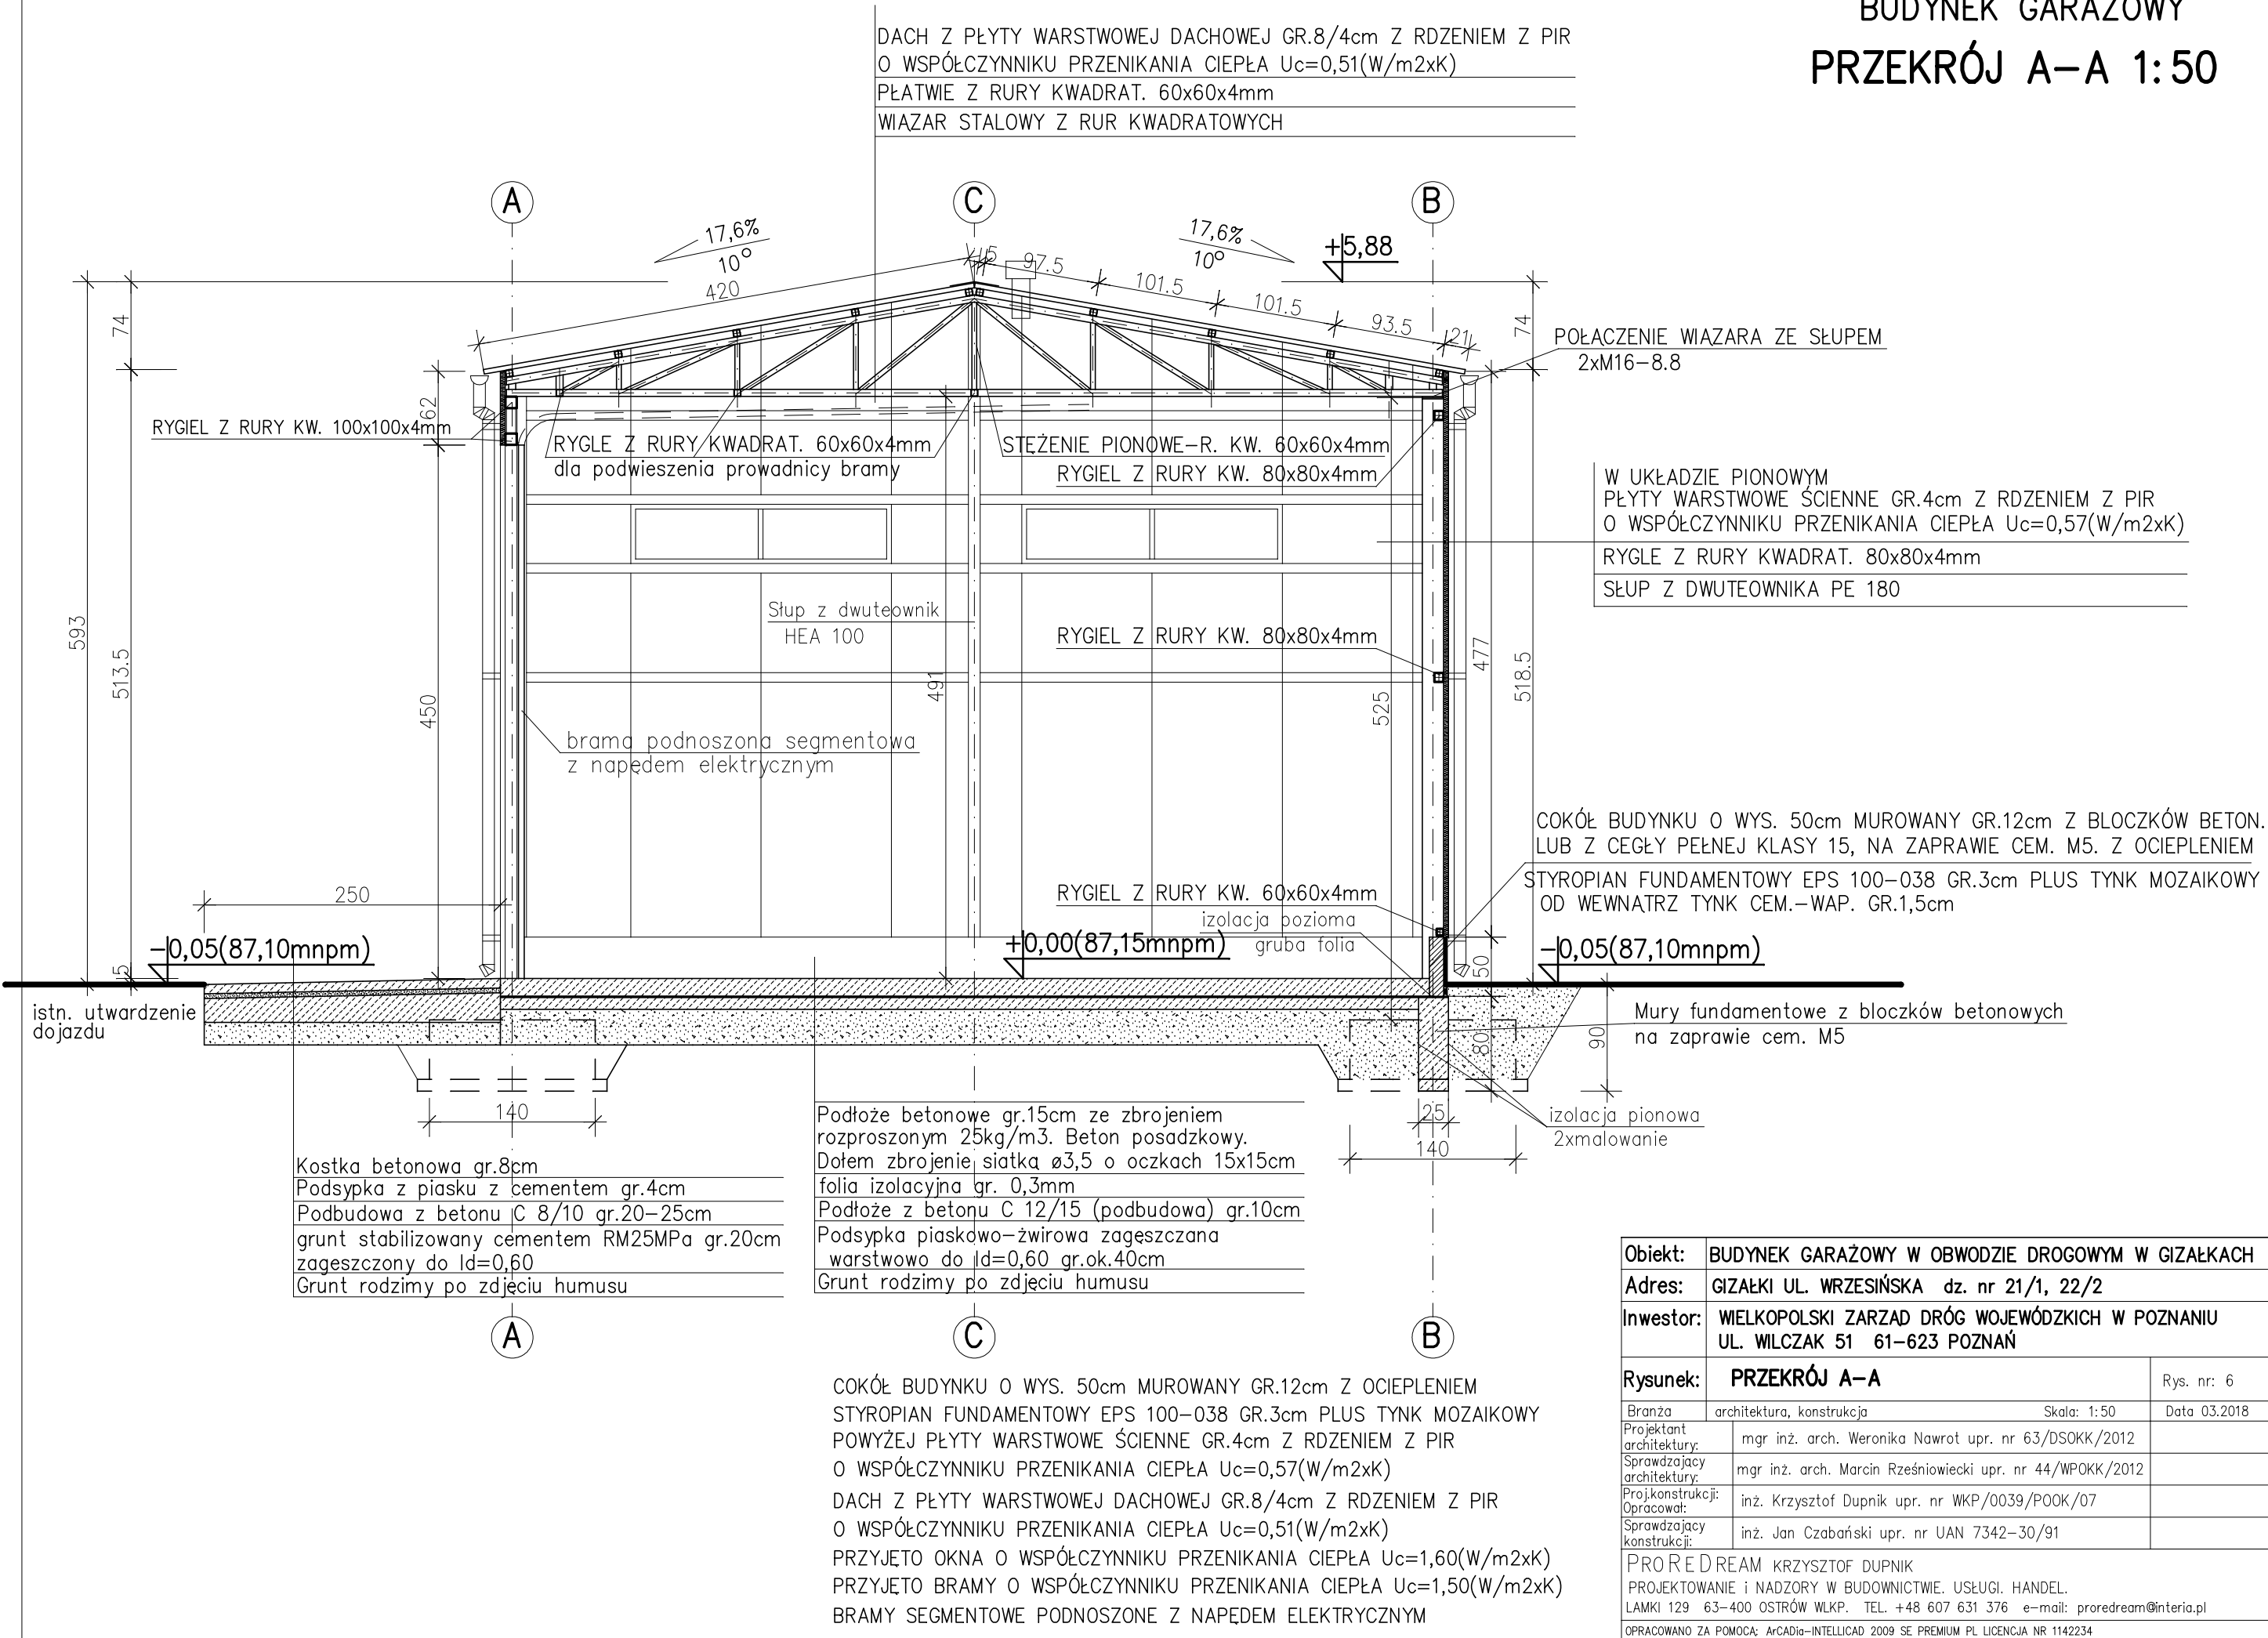 BUDYNEK GARAŻOWY
PRZEKRÓJ A-A 1:50
DACH Z PŁYTY WARSTWOWEJ DACHOWEJ GR.8/4cm Z RDZENIEM Z PIR
O WSPÓŁCZYNNIKU PRZENIKANIA CIEPŁA Uc=0,51(W/m2xK)
PŁATWIE Z RURY KWADRAT. 60x60x4mm
WIĄZAR STALOWY Z RUR KWADRATOWYCH
A
C
B
17,6%
10°
420
17,6%
10°
+5,88
5
97.5
101.5
101.5
93.5
21
74
74
593
513.5
5
62
450
POŁĄCZENIE WIĄZARA ZE SŁUPEM
2xM16-8.8
RYGIEL Z RURY KW. 100x100x4mm
RYGLE Z RURY KWADRAT. 60x60x4mm
dla podwieszenia prowadnicy bramy
STĘŻENIE PIONOWE-R. KW. 60x60x4mm
RYGIEL Z RURY KW. 80x80x4mm
W UKŁADZIE PIONOWYM
PŁYTY WARSTWOWE ŚCIENNE GR.4cm Z RDZENIEM Z PIR
O WSPÓŁCZYNNIKU PRZENIKANIA CIEPŁA Uc=0,57(W/m2xK)
RYGLE Z RURY KWADRAT. 80x80x4mm
SŁUP Z DWUTEOWNIKA PE 180
Słup z dwuteownik
HEA 100
RYGIEL Z RURY KW. 80x80x4mm
491
525
477
518.5
brama podnoszona segmentowa
z napędem elektrycznym
COKÓŁ BUDYNKU O WYS. 50cm MUROWANY GR.12cm Z BLOCZKÓW BETON.
LUB Z CEGŁY PEŁNEJ KLASY 15, NA ZAPRAWIE CEM. M5. Z OCIEPLENIEM
STYROPIAN FUNDAMENTOWY EPS 100-038 GR.3cm PLUS TYNK MOZAIKOWY
OD WEWNĄTRZ TYNK CEM.-WAP. GR.1,5cm
250
RYGIEL Z RURY KW. 60x60x4mm
izolacja pozioma
gruba folia
-0,05(87,10mnpm)
+0,00(87,15mnpm)
-0,05(87,10mnpm)
50
80
90
istn. utwardzenie
dojazdu
Mury fundamentowe z bloczków betonowych
na zaprawie cem. M5
140
25
140
izolacja pionowa
2xmalowanie
Kostka betonowa gr.8cm
Podsypka z piasku z cementem gr.4cm
Podbudowa z betonu C 8/10 gr.20-25cm
grunt stabilizowany cementem RM25MPa gr.20cm
zagęszczony do Id=0,60
Grunt rodzimy po zdjęciu humusu
Podłoże betonowe gr.15cm ze zbrojeniem
rozproszonym 25kg/m3. Beton posadzkowy.
Dołem zbrojenie siatką ø3,5 o oczkach 15x15cm
folia izolacyjna gr. 0,3mm
Podłoże z betonu C 12/15 (podbudowa) gr.10cm
Podsypka piaskowo-żwirowa zagęszczana
warstwowo do Id=0,60 gr.ok.40cm
Grunt rodzimy po zdjęciu humusu
A
C
B
COKÓŁ BUDYNKU O WYS. 50cm MUROWANY GR.12cm Z OCIEPLENIEM
STYROPIAN FUNDAMENTOWY EPS 100-038 GR.3cm PLUS TYNK MOZAIKOWY
POWYŻEJ PŁYTY WARSTWOWE ŚCIENNE GR.4cm Z RDZENIEM Z PIR
O WSPÓŁCZYNNIKU PRZENIKANIA CIEPŁA Uc=0,57(W/m2xK)
DACH Z PŁYTY WARSTWOWEJ DACHOWEJ GR.8/4cm Z RDZENIEM Z PIR
O WSPÓŁCZYNNIKU PRZENIKANIA CIEPŁA Uc=0,51(W/m2xK)
PRZYJĘTO OKNA O WSPÓŁCZYNNIKU PRZENIKANIA CIEPŁA Uc=1,60(W/m2xK)
PRZYJĘTO BRAMY O WSPÓŁCZYNNIKU PRZENIKANIA CIEPŁA Uc=1,50(W/m2xK)
BRAMY SEGMENTOWE PODNOSZONE Z NAPĘDEM ELEKTRYCZNYM
Obiekt: BUDYNEK GARAŻOWY W OBWODZIE DROGOWYM W GIZAŁKACH
Adres: GIZAŁKI UL. WRZESIŃSKA dz. nr 21/1, 22/2
Inwestor: WIELKOPOLSKI ZARZĄD DRÓG WOJEWÓDZKICH W POZNANIU
UL. WILCZAK 51 61-623 POZNAŃ
Rysunek: PRZEKRÓJ A-A Rys. nr: 6
Branża architektura, konstrukcja Skala: 1:50 Data 03.2018
Projektant architektury: mgr inż. arch. Weronika Nawrot upr. nr 63/DSOKK/2012
Sprawdzający architektury: mgr inż. arch. Marcin Rześniowiecki upr. nr 44/WPOKK/2012
Proj.konstrukcji: Opracował: inż. Krzysztof Dupnik upr. nr WKP/0039/POOK/07
Sprawdzający konstrukcji: inż. Jan Czabański upr. nr UAN 7342-30/91
PROREDREAM KRZYSZTOF DUPNIK
PROJEKTOWANIE i NADZORY W BUDOWNICTWIE. USŁUGI. HANDEL.
LAMKI 129 63-400 OSTRÓW WLKP. TEL. +48 607 631 376 e-mail: proredream@interia.pl
OPRACOWANO ZA POMOCĄ: ArCADia-INTELLICAD 2009 SE PREMIUM PL LICENCJA NR 1142234